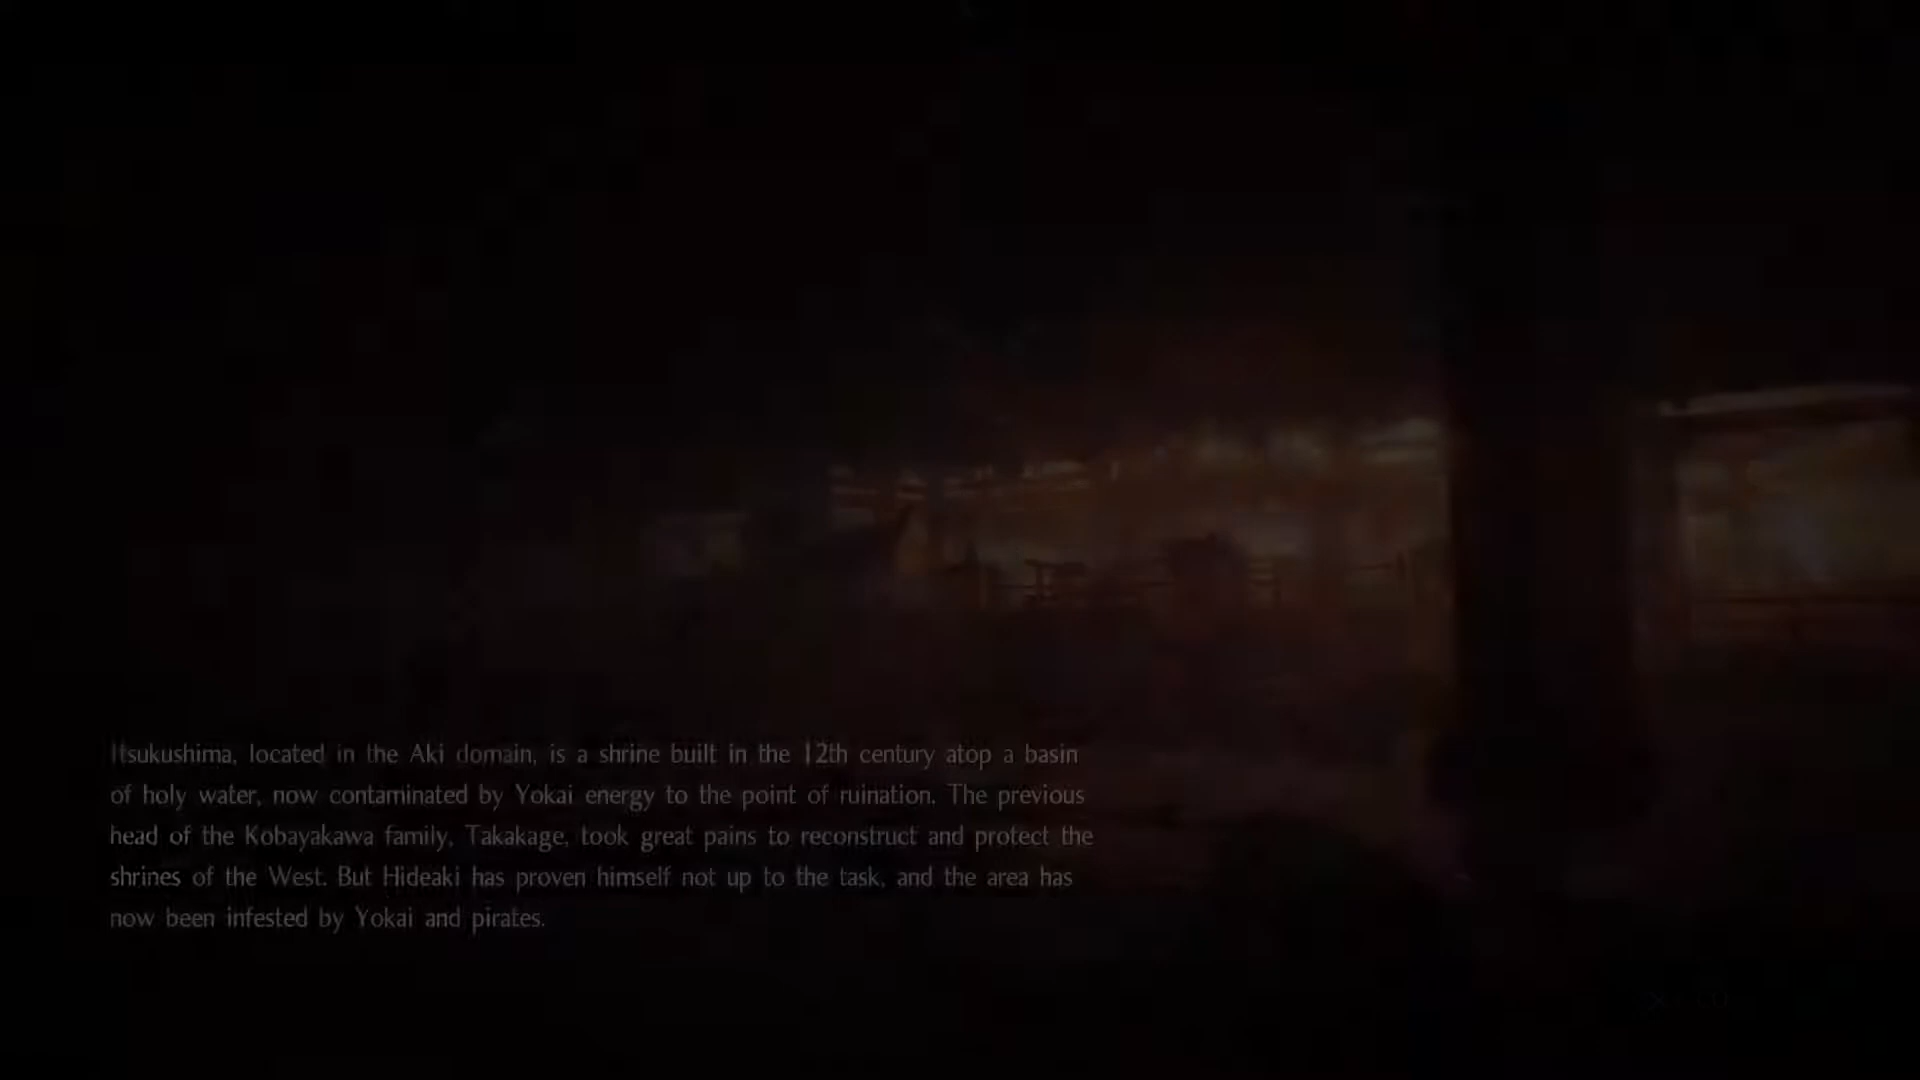 Itsukushima, located in the Aki domain, is a shrine built in the 12th century atop a basin
of holy water, now contaminated by Yokai energy to the point of ruination. The previous
head of the Kobayakawa family, Takakage, took great pains to reconstruct and protect the
shrines of the West. But Hideaki has proven himself not up to the task, and the area has
now been infested by Yokai and pirates.